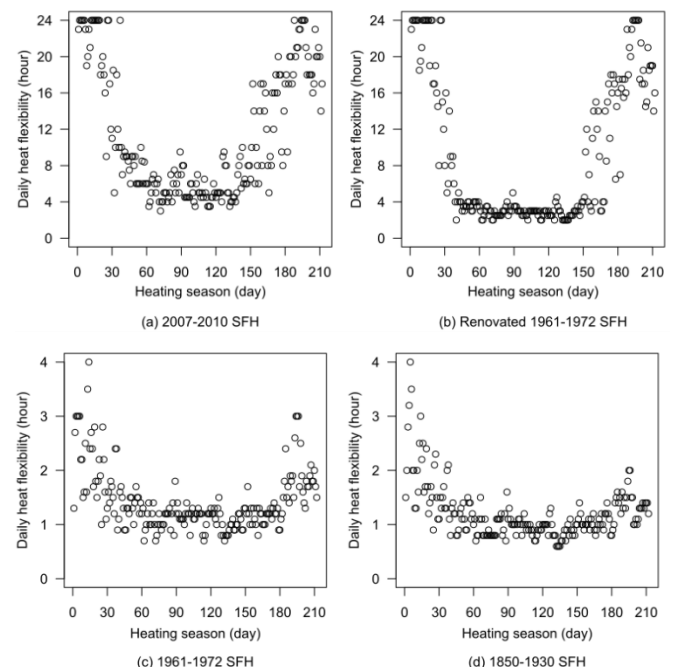 24
20
16
12
8
4
0
Daily heat flexibility (hour)
0 30 60 90 120 150 180 210
Heating season (day)
(a) 2007-2010 SFH
24
20
16
12
8
4
0
Daily heat flexibility (hour)
0 30 60 90 120 150 180 210
Heating season (day)
(b) Renovated 1961-1972 SFH
4
3
2
1
0
Daily heat flexibility (hour)
0 30 60 90 120 150 180 210
Heating season (day)
(c) 1961-1972 SFH
4
3
2
1
0
Daily heat flexibility (hour)
0 30 60 90 120 150 180 210
Heating season (day)
(d) 1850-1930 SFH